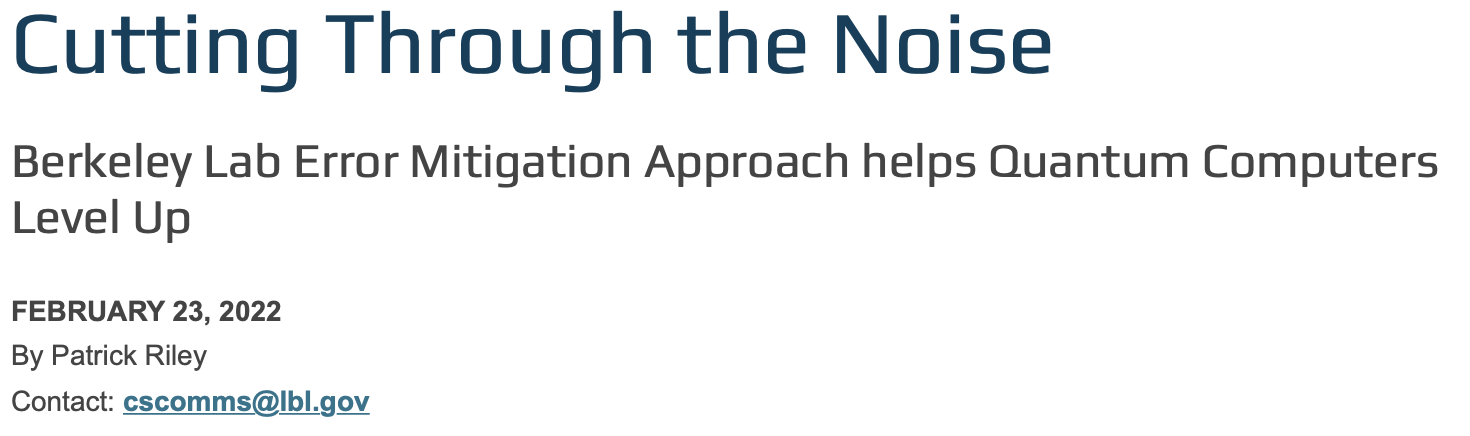 Cutting Through the Noise
Berkeley Lab Error Mitigation Approach helps Quantum Computers
Level Up
FEBRUARY 23, 2022
By Patrick Riley
Contact: cscomms@lbl.gov